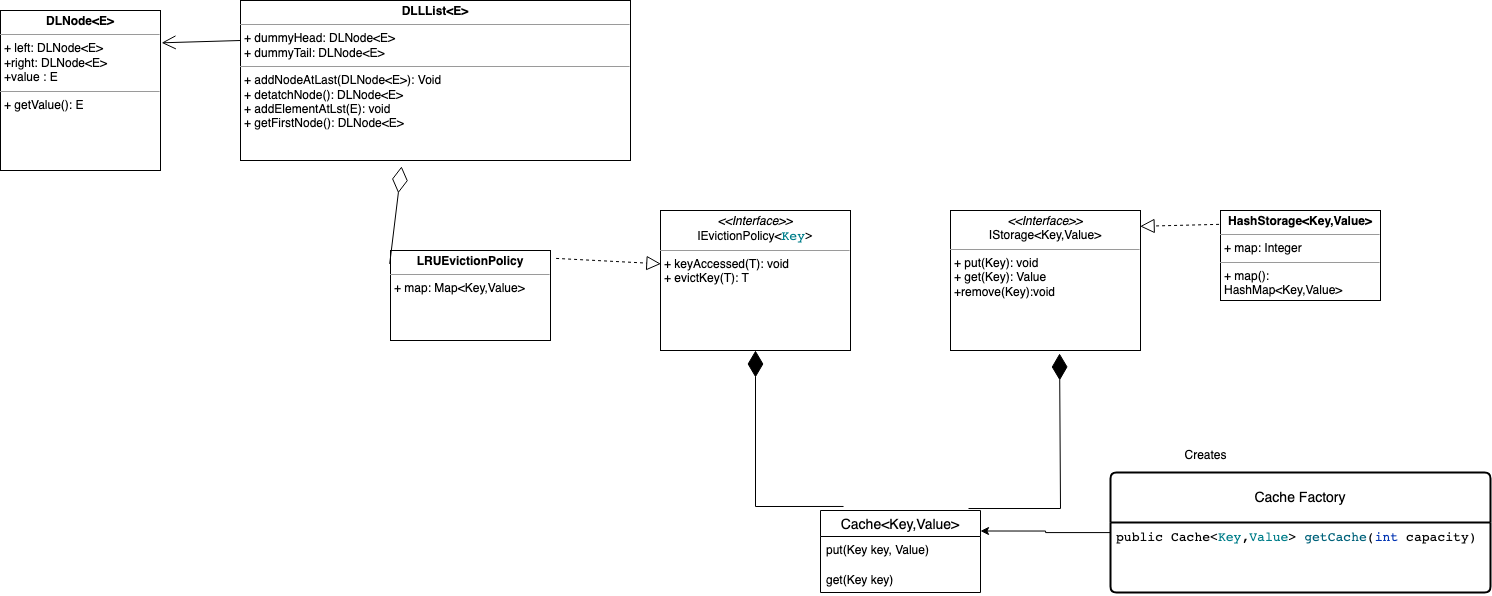 DLNode<E>
+ left: DLNode<E>
+right: DLNode<E>
+value : E
+ getValue(): E
DLLList<E>
+ dummyHead: DLNode<E>
+ dummyTail: DLNode<E>
+ addNodeAtLast(DLNode<E>): Void
+ detatchNode(): DLNode<E>
+ addElementAtLst(E): void
+ getFirstNode(): DLNode<E>
LRUEvictionPolicy
+ map: Map<Key,Value>
<<Interface>>
IEvictionPolicy<Key>
+ keyAccessed(T): void
+ evictKey(T): T
<<Interface>>
IStorage<Key,Value>
+ put(Key): void
+ get(Key): Value
+remove(Key):void
HashStorage<Key,Value>
+ map: Integer
+ map():
HashMap<Key,Value>
Cache<Key,Value>
put(Key key, Value)
get(Key key)
Creates
Cache Factory
public Cache<Key,Value> getCache(int capacity)